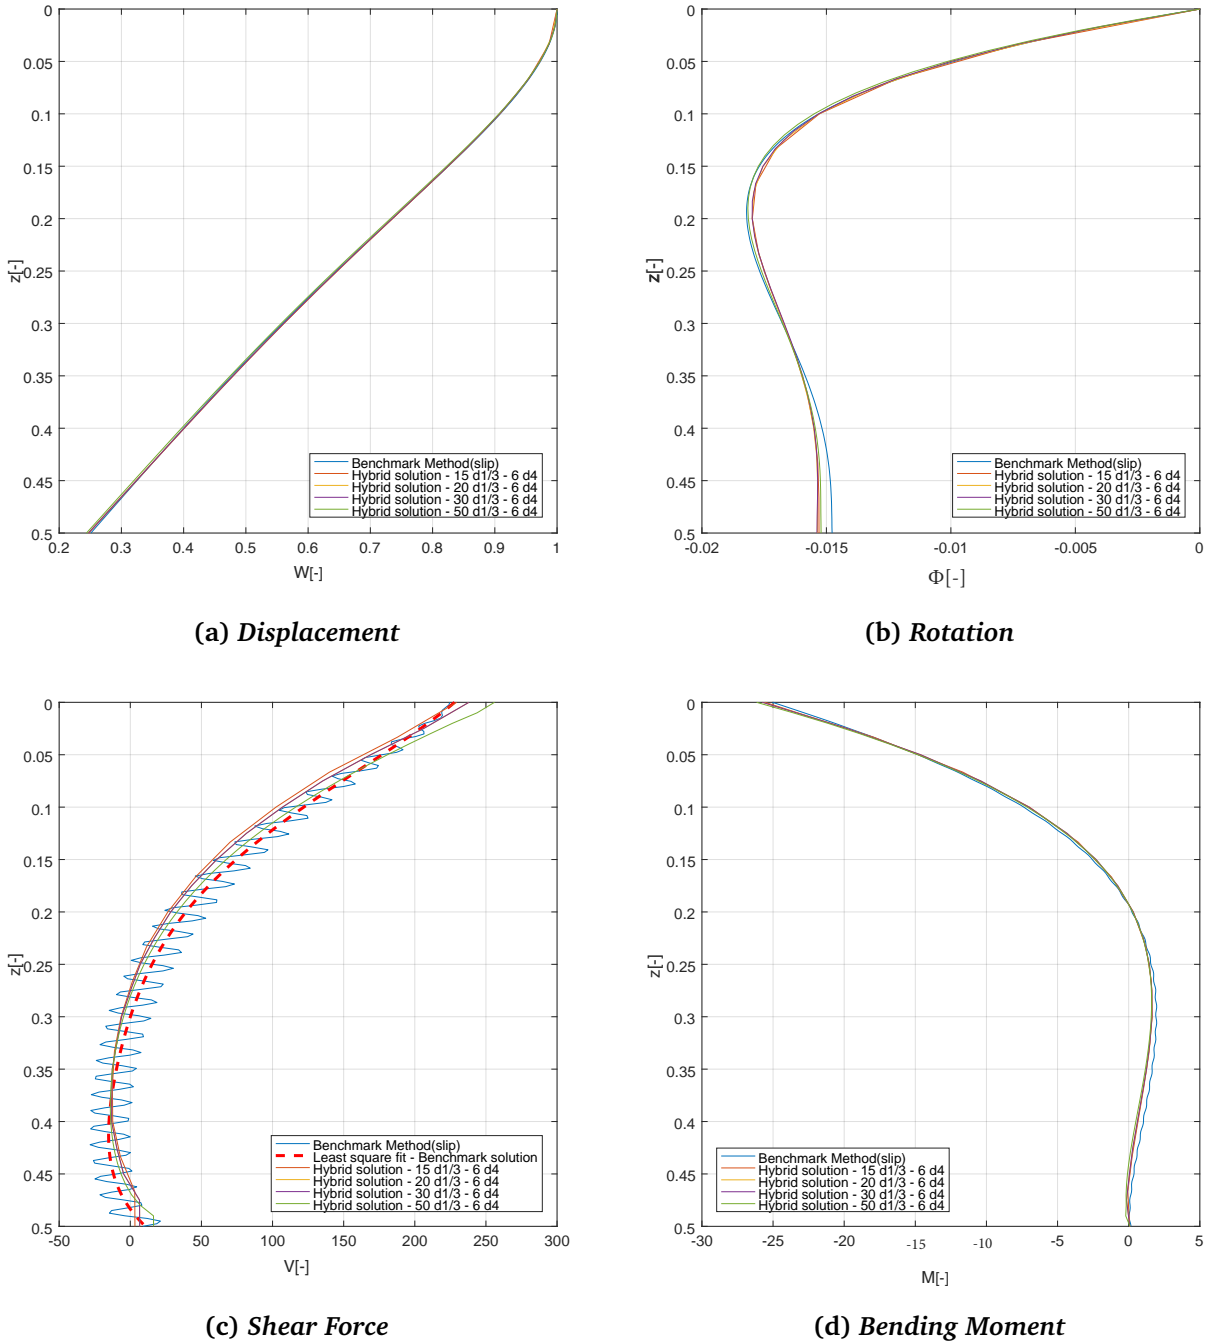 0
0.05
0.1
0.15
0.2
z[-]
0.25
0.3
0.35
0.4
0.45
0.5
Benchmark Method(slip)
Hybrid solution - 15 d1/3 - 6 d4
Hybrid solution - 20 d1/3 - 6 d4
Hybrid solution - 30 d1/3 - 6 d4
Hybrid solution - 50 d1/3 - 6 d4
0.2 0.3 0.4 0.5 0.6 0.7 0.8 0.9 1
W[-]
(a) Displacement
0
0.05
0.1
0.15
0.2
z[-]
0.25
0.3
0.35
0.4
0.45
0.5
Benchmark Method(slip)
Hybrid solution - 15 d1/3 - 6 d4
Hybrid solution - 20 d1/3 - 6 d4
Hybrid solution - 30 d1/3 - 6 d4
Hybrid solution - 50 d1/3 - 6 d4
-0.02 -0.015 -0.01 -0.005 0
Φ[-]
(b) Rotation
0
0.05
0.1
0.15
0.2
z[-]
0.25
0.3
0.35
0.4
0.45
0.5
Benchmark Method(slip)
Least square fit - Benchmark solution
Hybrid solution - 15 d1/3 - 6 d4
Hybrid solution - 20 d1/3 - 6 d4
Hybrid solution - 30 d1/3 - 6 d4
Hybrid solution - 50 d1/3 - 6 d4
-50 0 50 100 150 200 250 300
V[-]
(c) Shear Force
0
0.05
0.1
0.15
0.2
z[-]
0.25
0.3
0.35
0.4
0.45
0.5
Benchmark Method(slip)
Hybrid solution - 15 d1/3 - 6 d4
Hybrid solution - 20 d1/3 - 6 d4
Hybrid solution - 30 d1/3 - 6 d4
Hybrid solution - 50 d1/3 - 6 d4
-30 -25 -20 -15 -10 -5 0 5
M[-]
(d) Bending Moment